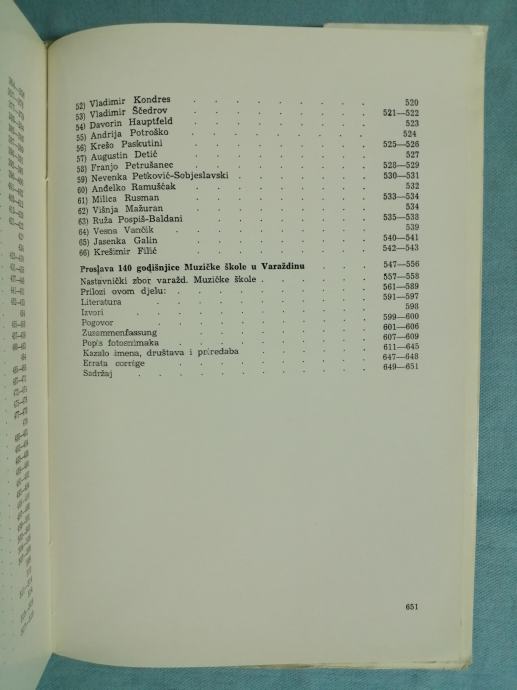 52) Vladimir Kondres . . . . . . . . 520
53) Vladimir Ščedrov . . . . . . . . 521—522
54) Davorin Hauptfeld . . . . . . . . 523
55) Andrija Potroško . . . . . . . . 524
56) Krešo Paskutini . . . . . . . . 525—526
57) Augustin Detić . . . . . . . . 527
58) Franjo Petrušanec . . . . . . . . 528—529
59) Nevenka Petković-Sobjeslavski . . . . . . 530—531
60) Anđelko Ramuščak . . . . . . . . 532
61) Milica Rusman . . . . . . . . 533—534
62) Višnja Mažuran . . . . . . . . 534
63) Ruža Pospiš-Baldani . . . . . . . . 535—538
64) Vesna Vančik . . . . . . . . 539
65) Jasenka Galin . . . . . . . . 540—541
66) Krešimir Filić . . . . . . . . 542—543
Proslava 140 godišnjice Muzičke škole u Varaždinu . . . 547—556
Nastavnički zbor varažd. Muzičke škole . . . . . 557—558
Prilozi ovom djelu: . . . . . . . . 561—589
Literatura . . . . . . . . 591—597
Izvori . . . . . . . . 598
Pogovor . . . . . . . . 599—600
Zusammenfassung . . . . . . . . 601—606
Popis fotosnimaka . . . . . . . . 607—609
Kazalo imena, društava i priredaba . . . . . 611—645
Errata corrige . . . . . . . . 647—648
Sadržaj . . . . . . . . 649—651
651